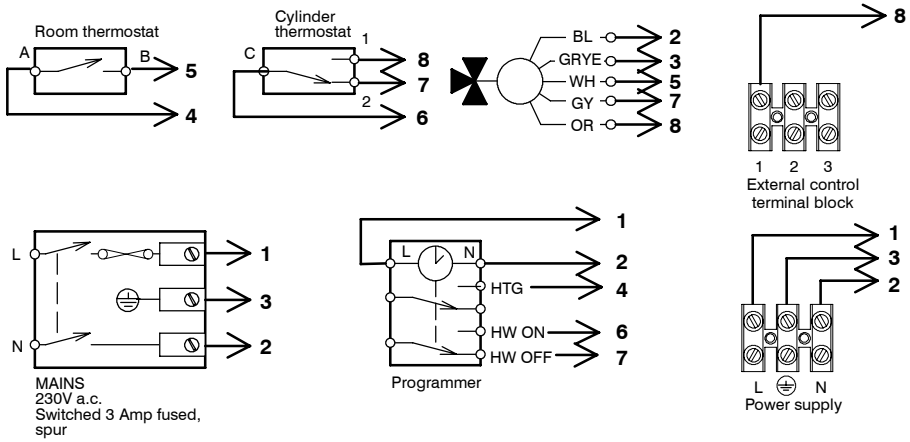 Room thermostat
A
B
5
4
Cylinder
thermostat
C
1
8
7
2
6
BL
2
GRYE
3
WH
5
GY
7
OR
8
8
1 2 3
External control
terminal block
L
1
3
N
2
MAINS
230V a.c.
Switched 3 Amp fused,
spur
1
L N
2
HTG
4
HW ON
6
HW OFF
7
Programmer
1
3
2
L N
Power supply